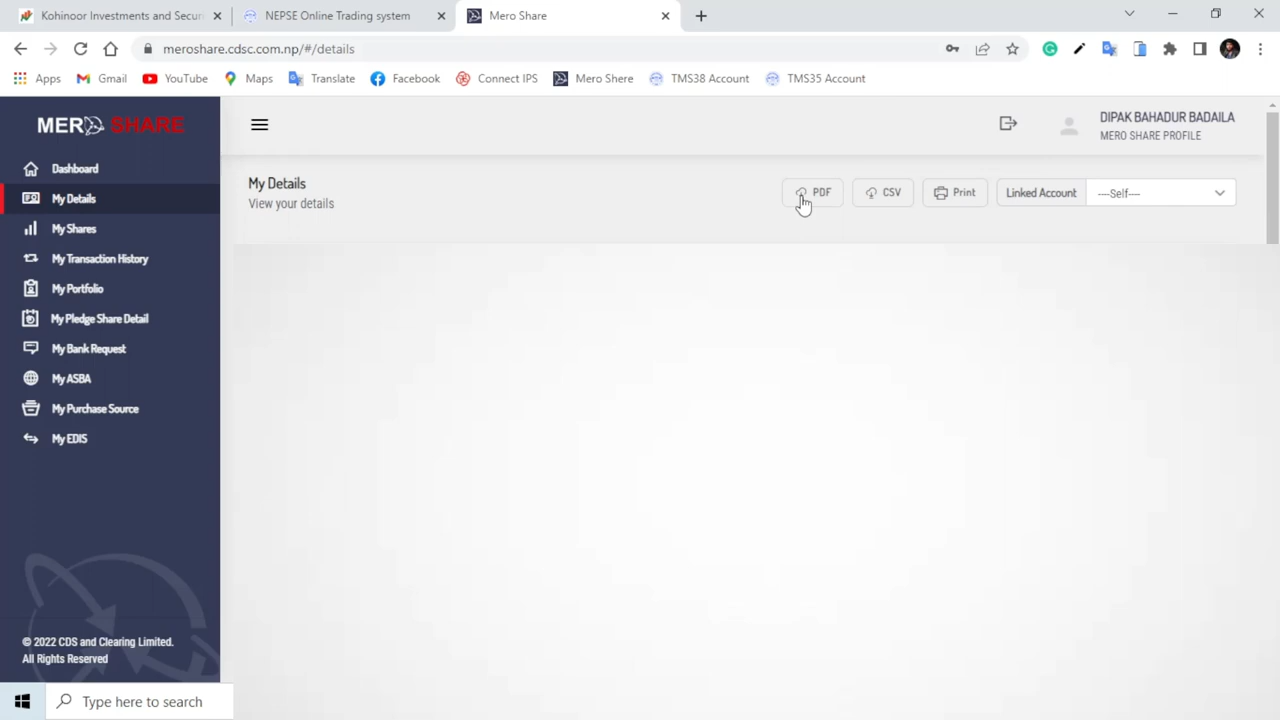 Kohinoor Investments and Secur
NEPSE Online Trading system
Mero Share
meroshare.cdsc.com.np/#/details
Apps
Gmail
YouTube
Maps
Translate
Facebook
Connect IPS
Mero Shere
TMS38 Account
TMS35 Account
MERO SHARE
DIPAK BAHADUR BADAILA
MERO SHARE PROFILE
Dashboard
My Details
My Shares
My Transaction History
My Portfolio
My Pledge Share Detail
My Bank Request
My ASBA
My Purchase Source
My EDIS
© 2022 CDS and Clearing Limited.
All Rights Reserved
My Details
View your details
PDF
CSV
Print
Linked Account
----Self----
Type here to search